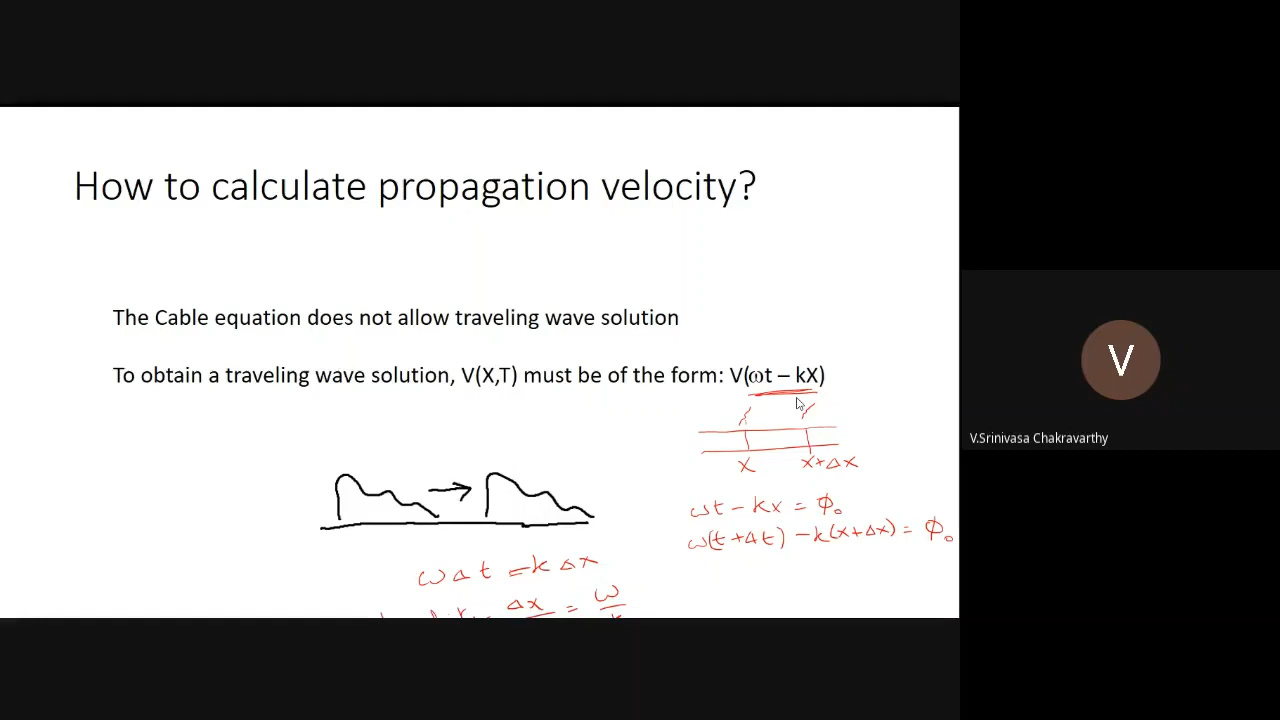 How to calculate propagation velocity?
The Cable equation does not allow traveling wave solution
To obtain a traveling wave solution, V(X,T) must be of the form: V(ωt – kX)
x x+Δx
ωt - kx = Φ₀
ω(t+Δt) - k(x+Δx) = Φ₀
ωΔt = kΔx
Δx = ω
V
V.Srinivasa Chakravarthy